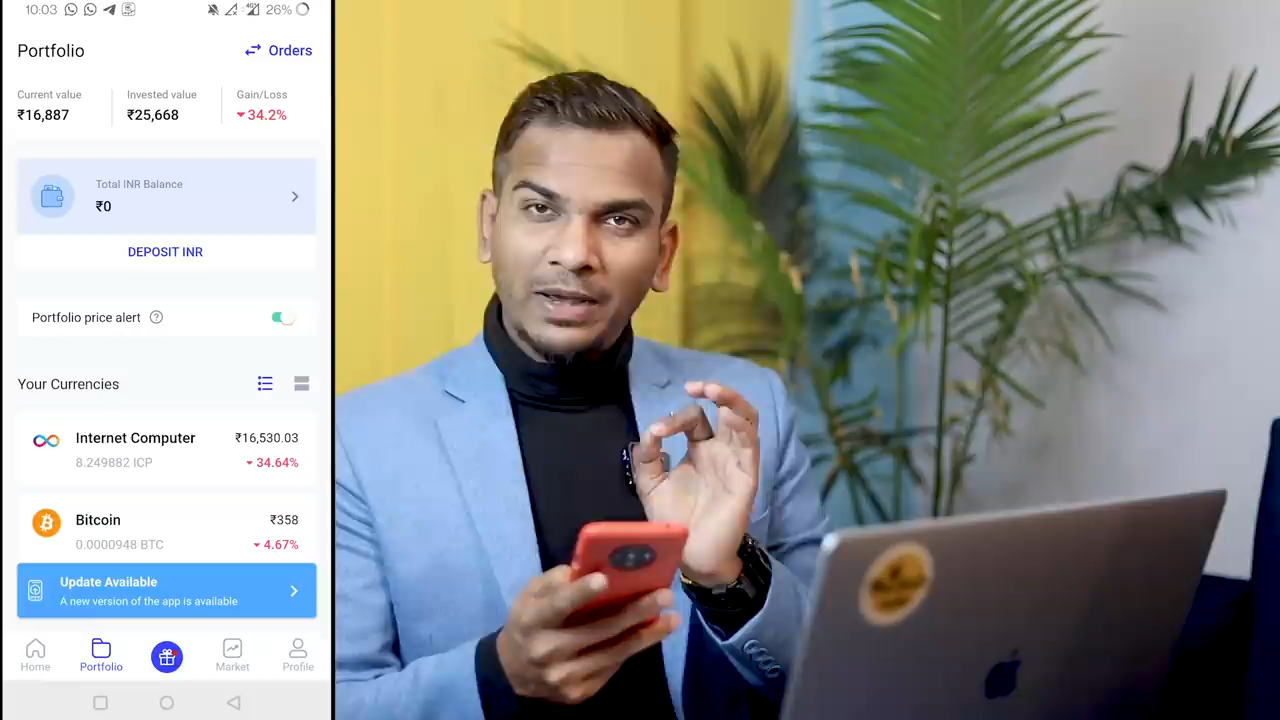 10:03 26%
Portfolio
Orders
Current value Invested value Gain/Loss
₹16,887 ₹25,668 34.2%
Total INR Balance
₹0
DEPOSIT INR
Portfolio price alert ?
Your Currencies
Internet Computer ₹16,530.03
8.249882 ICP 34.64%
Bitcoin ₹358
0.0000948 BTC 4.67%
Update Available
A new version of the app is available
Home Portfolio Market Profile